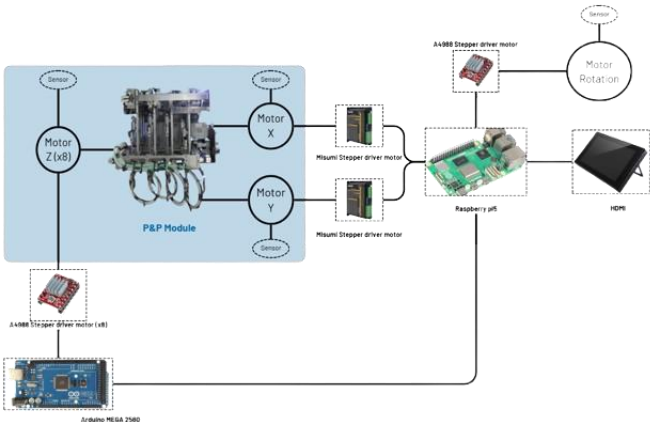 Sensor
A4988 Stepper driver motor
Motor
Rotation
Sensor
Sensor
Motor
Z (x8)
Motor
X
Misumi Stepper driver motor
Motor
Y
Misumi Stepper driver motor
Raspberry pi5
HDMI
P&P Module
Sensor
A4988 Stepper driver motor (x8)
Arduino MEGA 2560